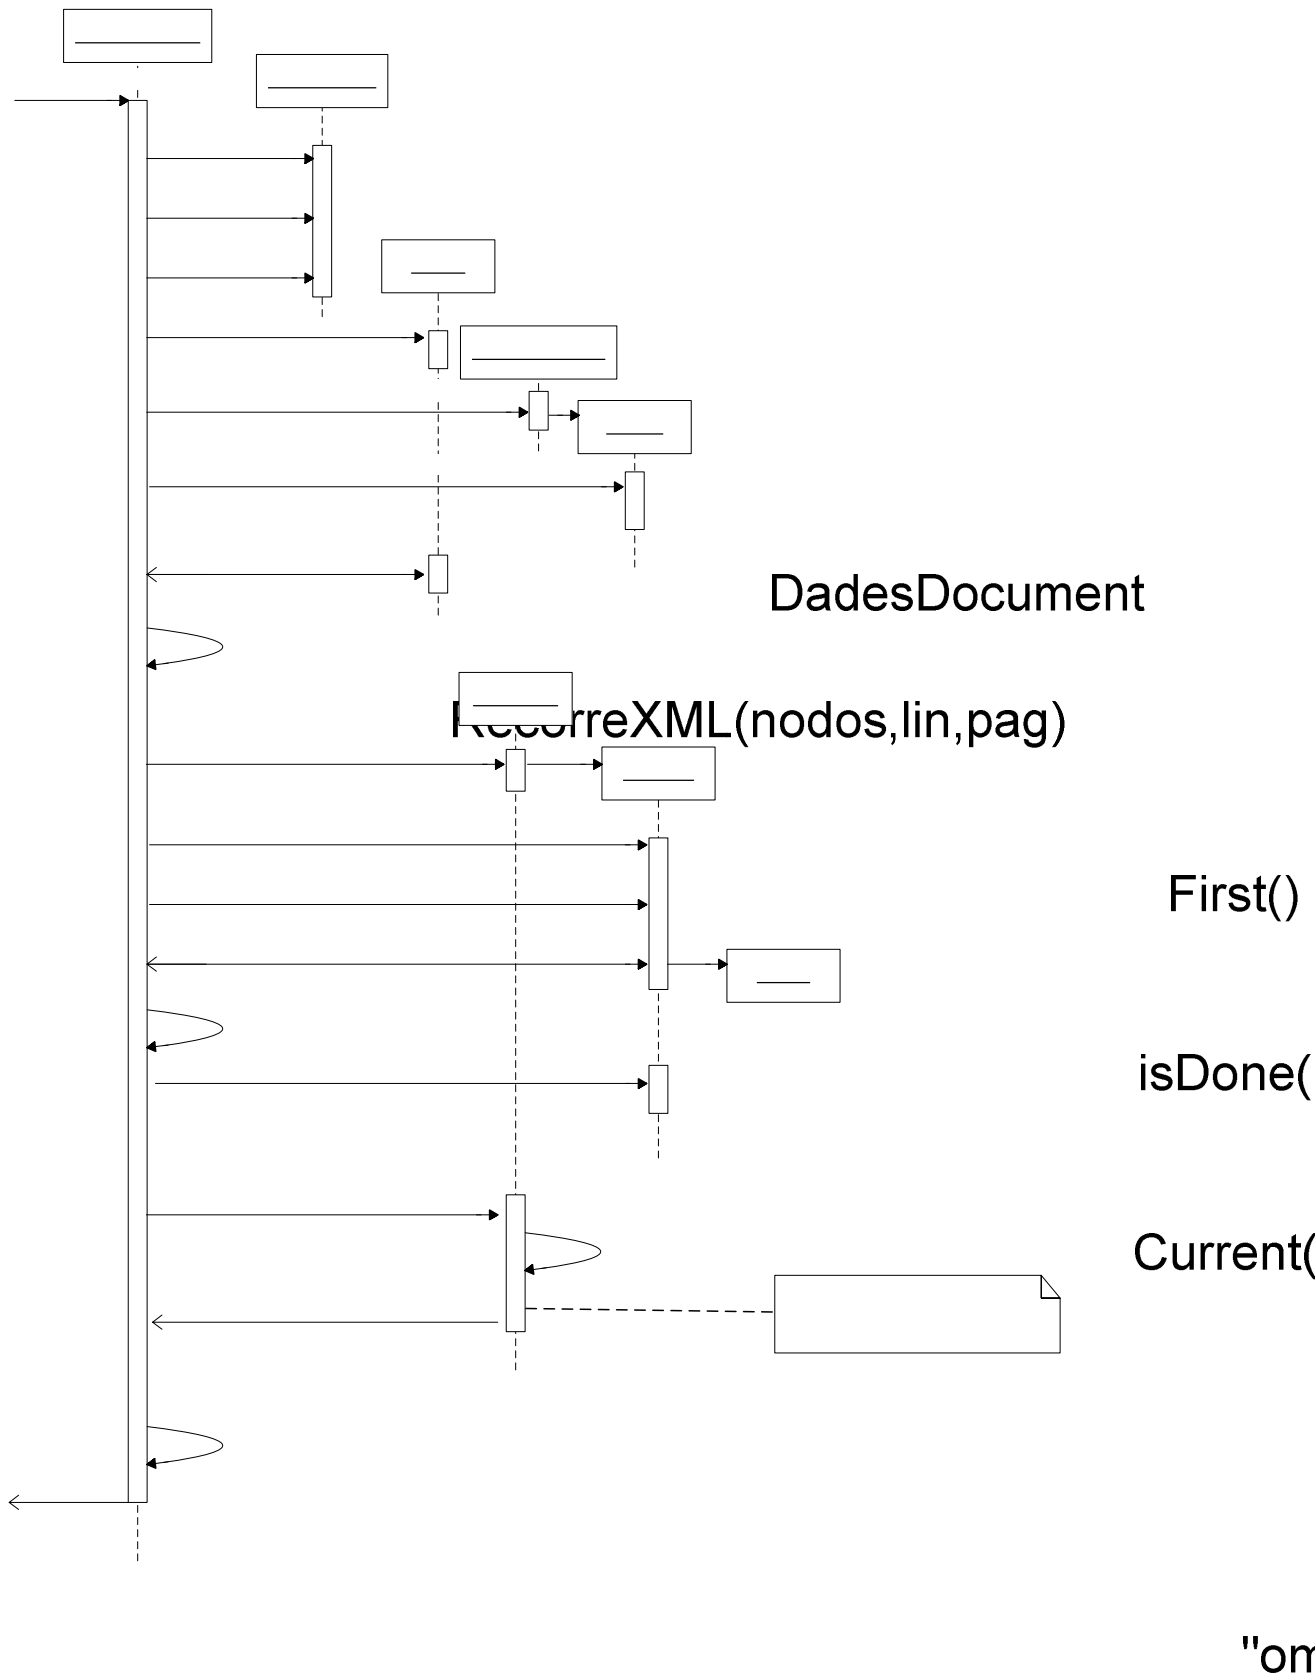 DadesDocument
RecorreXML(nodos,lin,pag)
First()
isDone(
Current(
"om